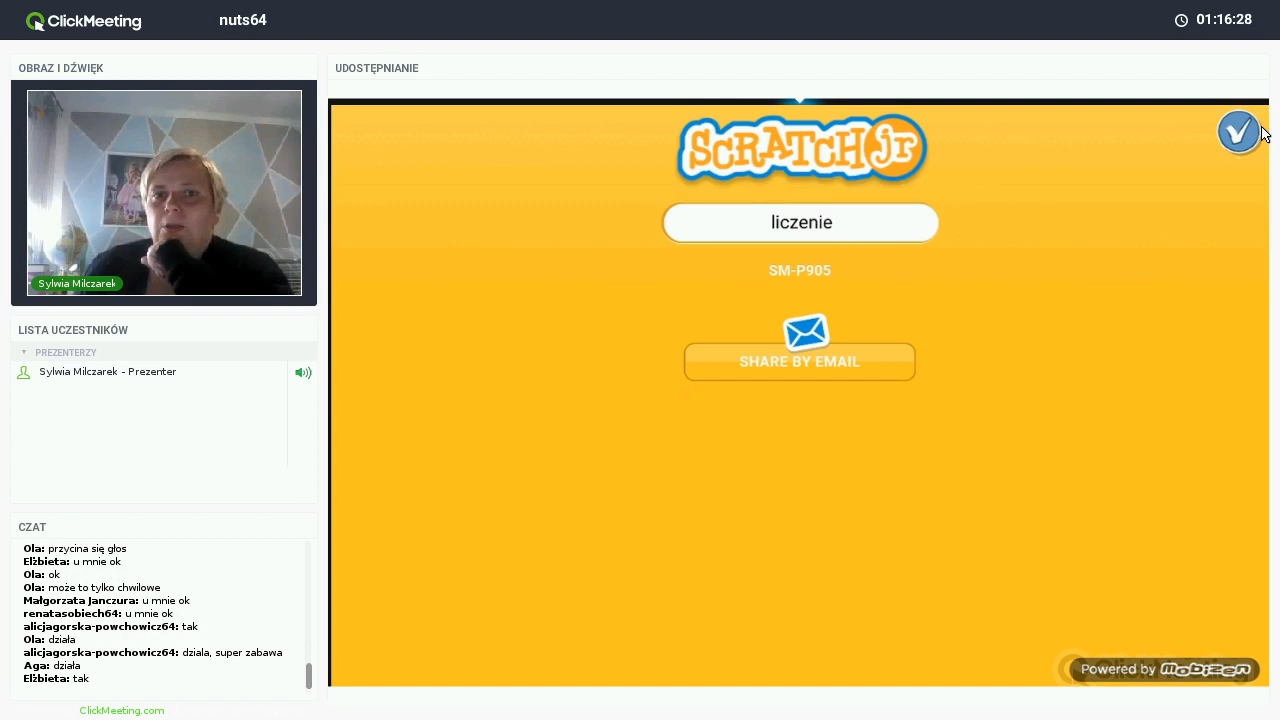 ClickMeeting
nuts64
01:16:28
OBRAZ I DŹWIĘK
UDOSTĘPNIANIE
Sylwia Milczarek
SCRATCH jr
liczenie
SM-P905
SHARE BY EMAIL
LISTA UCZESTNIKÓW
PREZENTERZY
Sylwia Milczarek - Prezenter
CZAT
Ola: przycina się głos
Elżbieta: u mnie ok
Ola: ok
Ola: może to tylko chwilowe
Małgorzata Janczura: u mnie ok
renatasobiech64: u mnie ok
alicjagorska-powchowicz64: tak
Ola: działa
alicjagorska-powchowicz64: dziala, super zabawa
Aga: działa
Elżbieta: tak
Powered by MOBIZEN
ClickMeeting.com